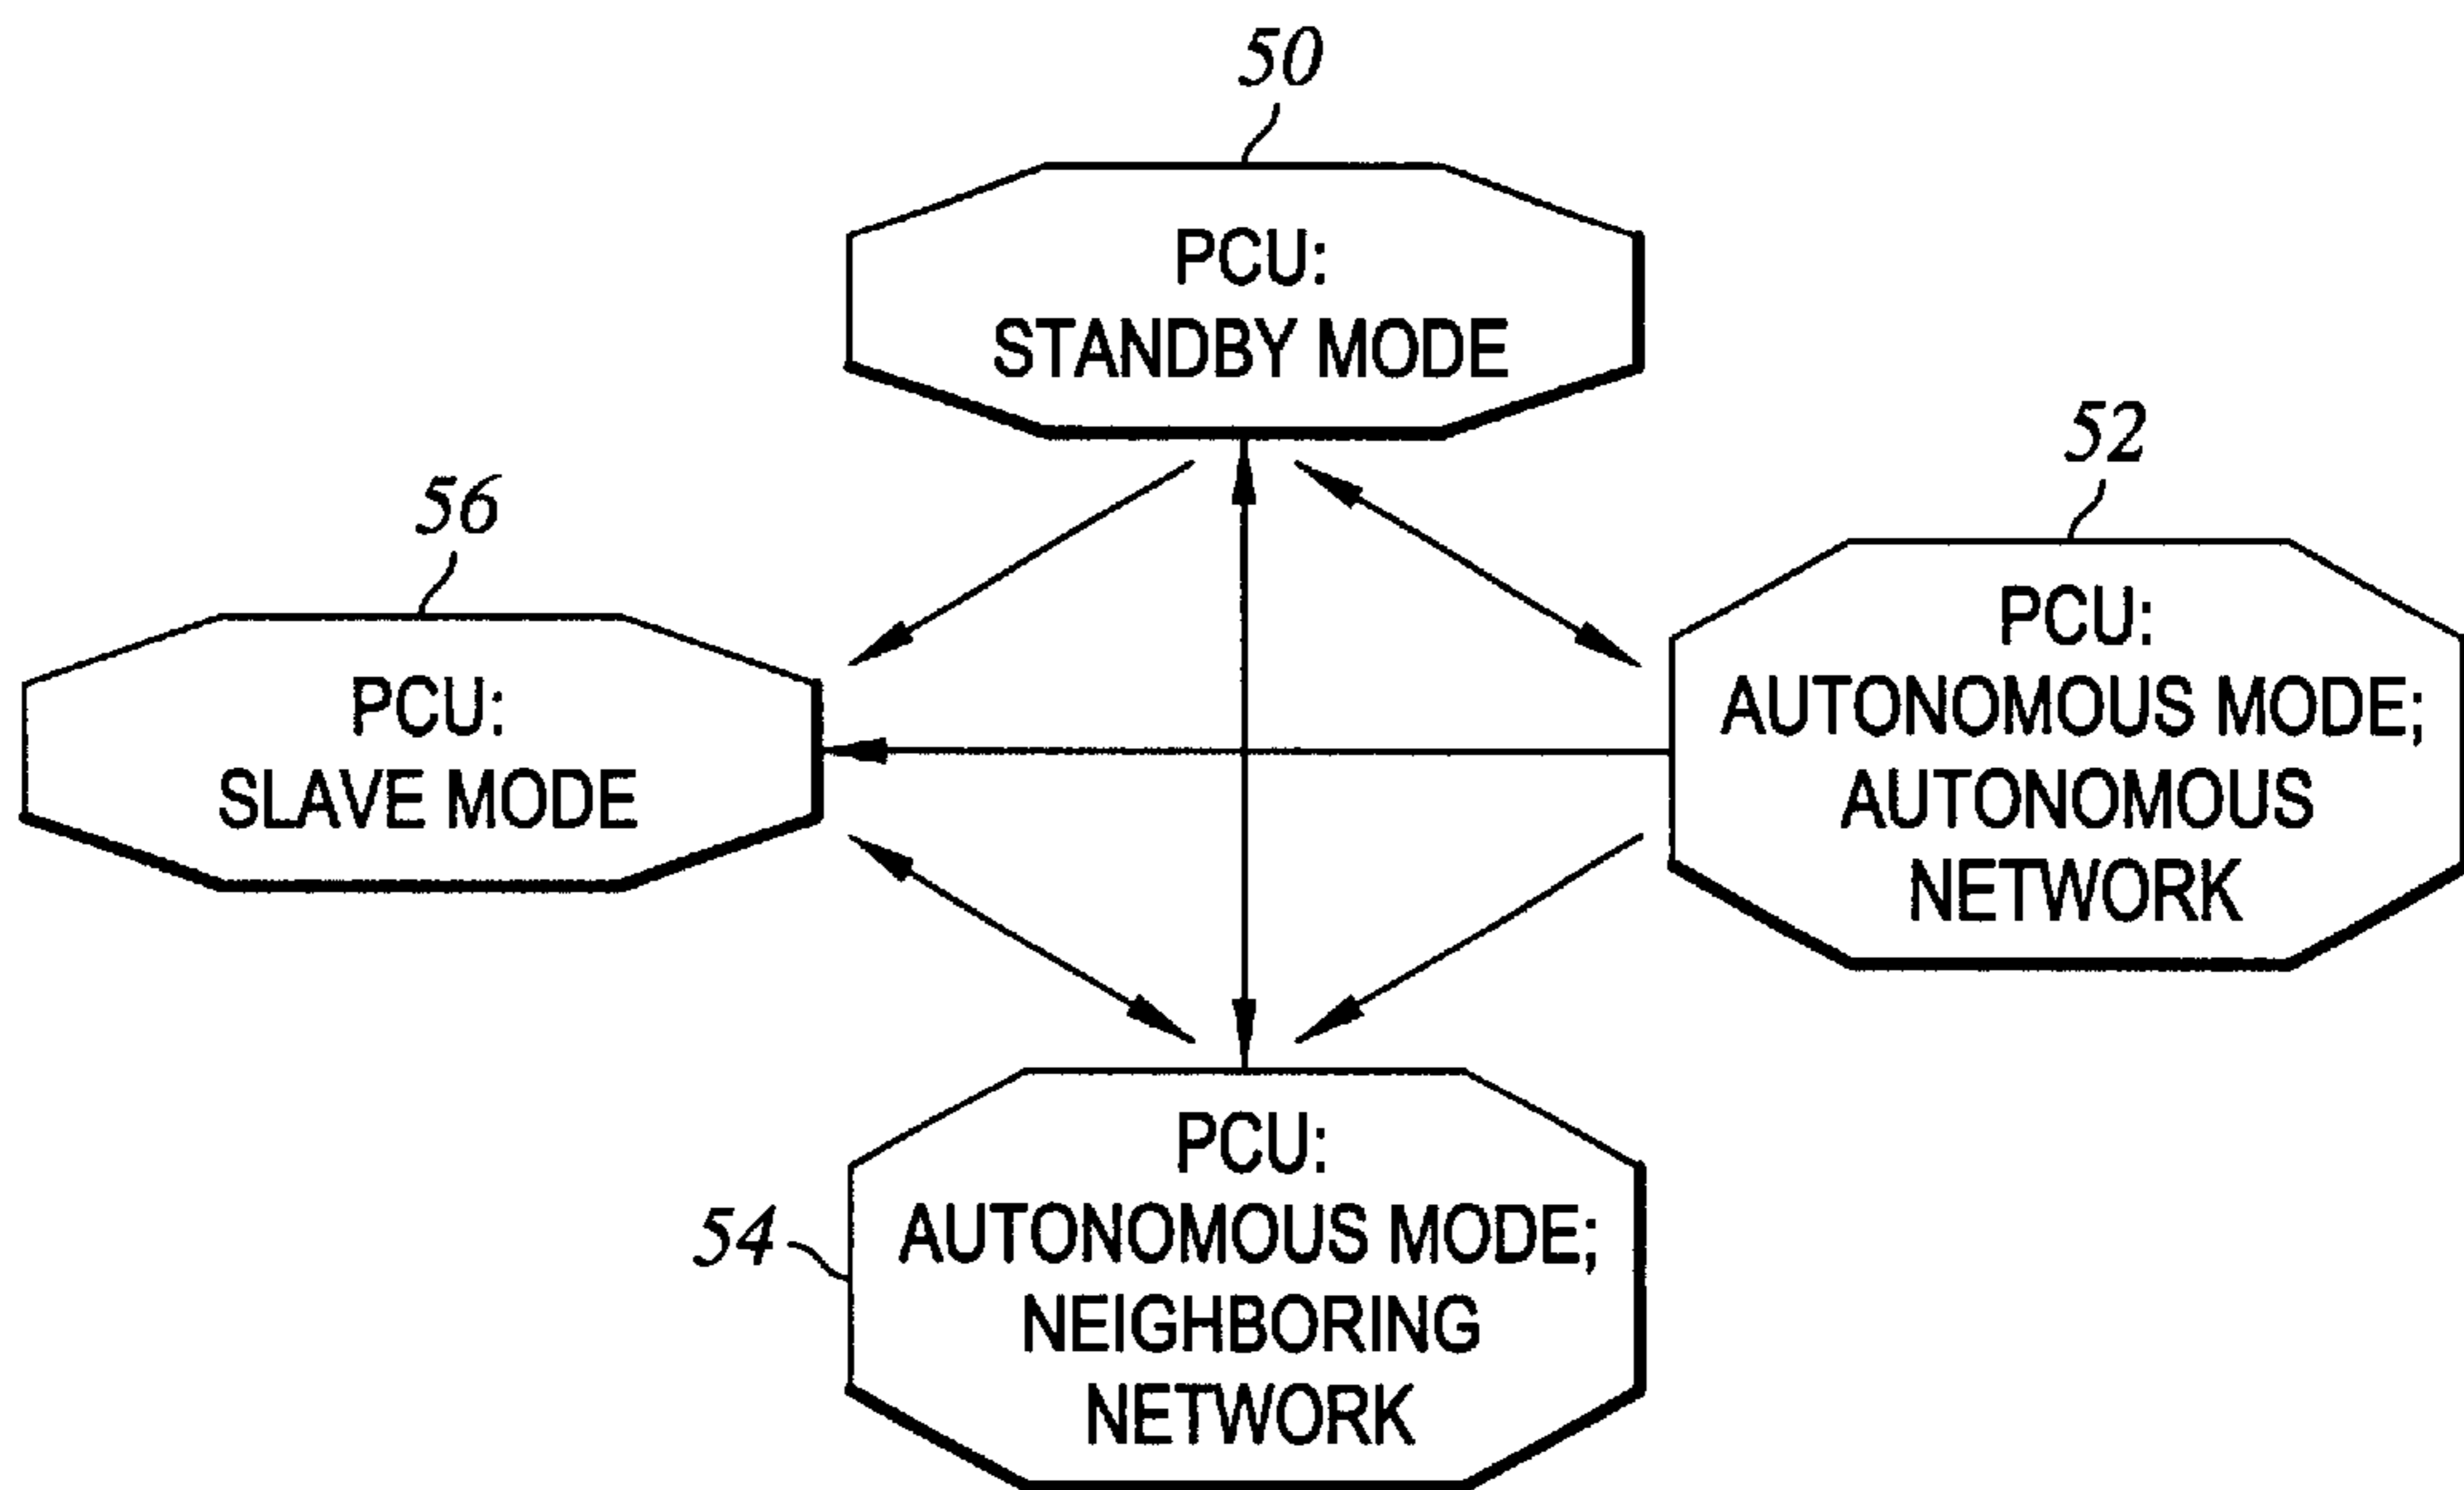 50
PCU:
STANDBY MODE
52
PCU:
AUTONOMOUS MODE;
AUTONOMOUS
NETWORK
56
PCU:
SLAVE MODE
54
PCU:
AUTONOMOUS MODE;
NEIGHBORING
NETWORK